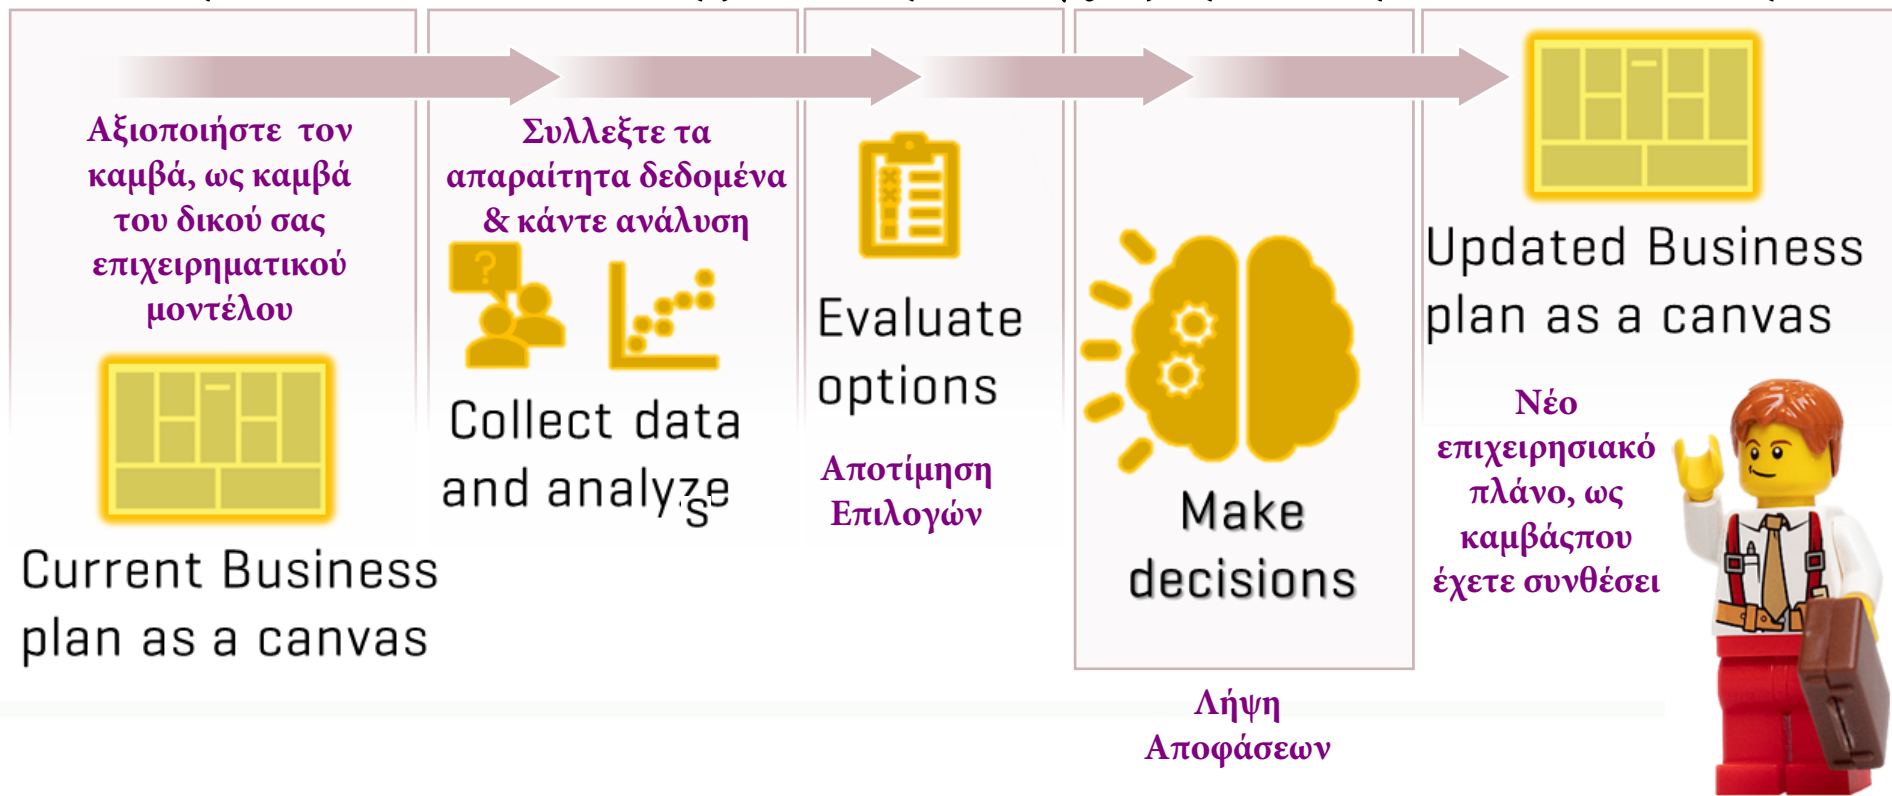 Αξιοποιήστε τον
καμβά, ως καμβά
του δικού σας
επιχειρηματικού
μοντέλου
Current Business
plan as a canvas
Συλλεξτε τα
απαραίτητα δεδομένα
& κάντε ανάλυση
?
Collect data
and analyze
s
Evaluate
options
Αποτίμηση
Επιλογών
Make
decisions
Λήψη
Αποφάσεων
Updated Business
plan as a canvas
Νέο
επιχειρησιακό
πλάνο, ως
καμβάςπου
έχετε συνθέσει